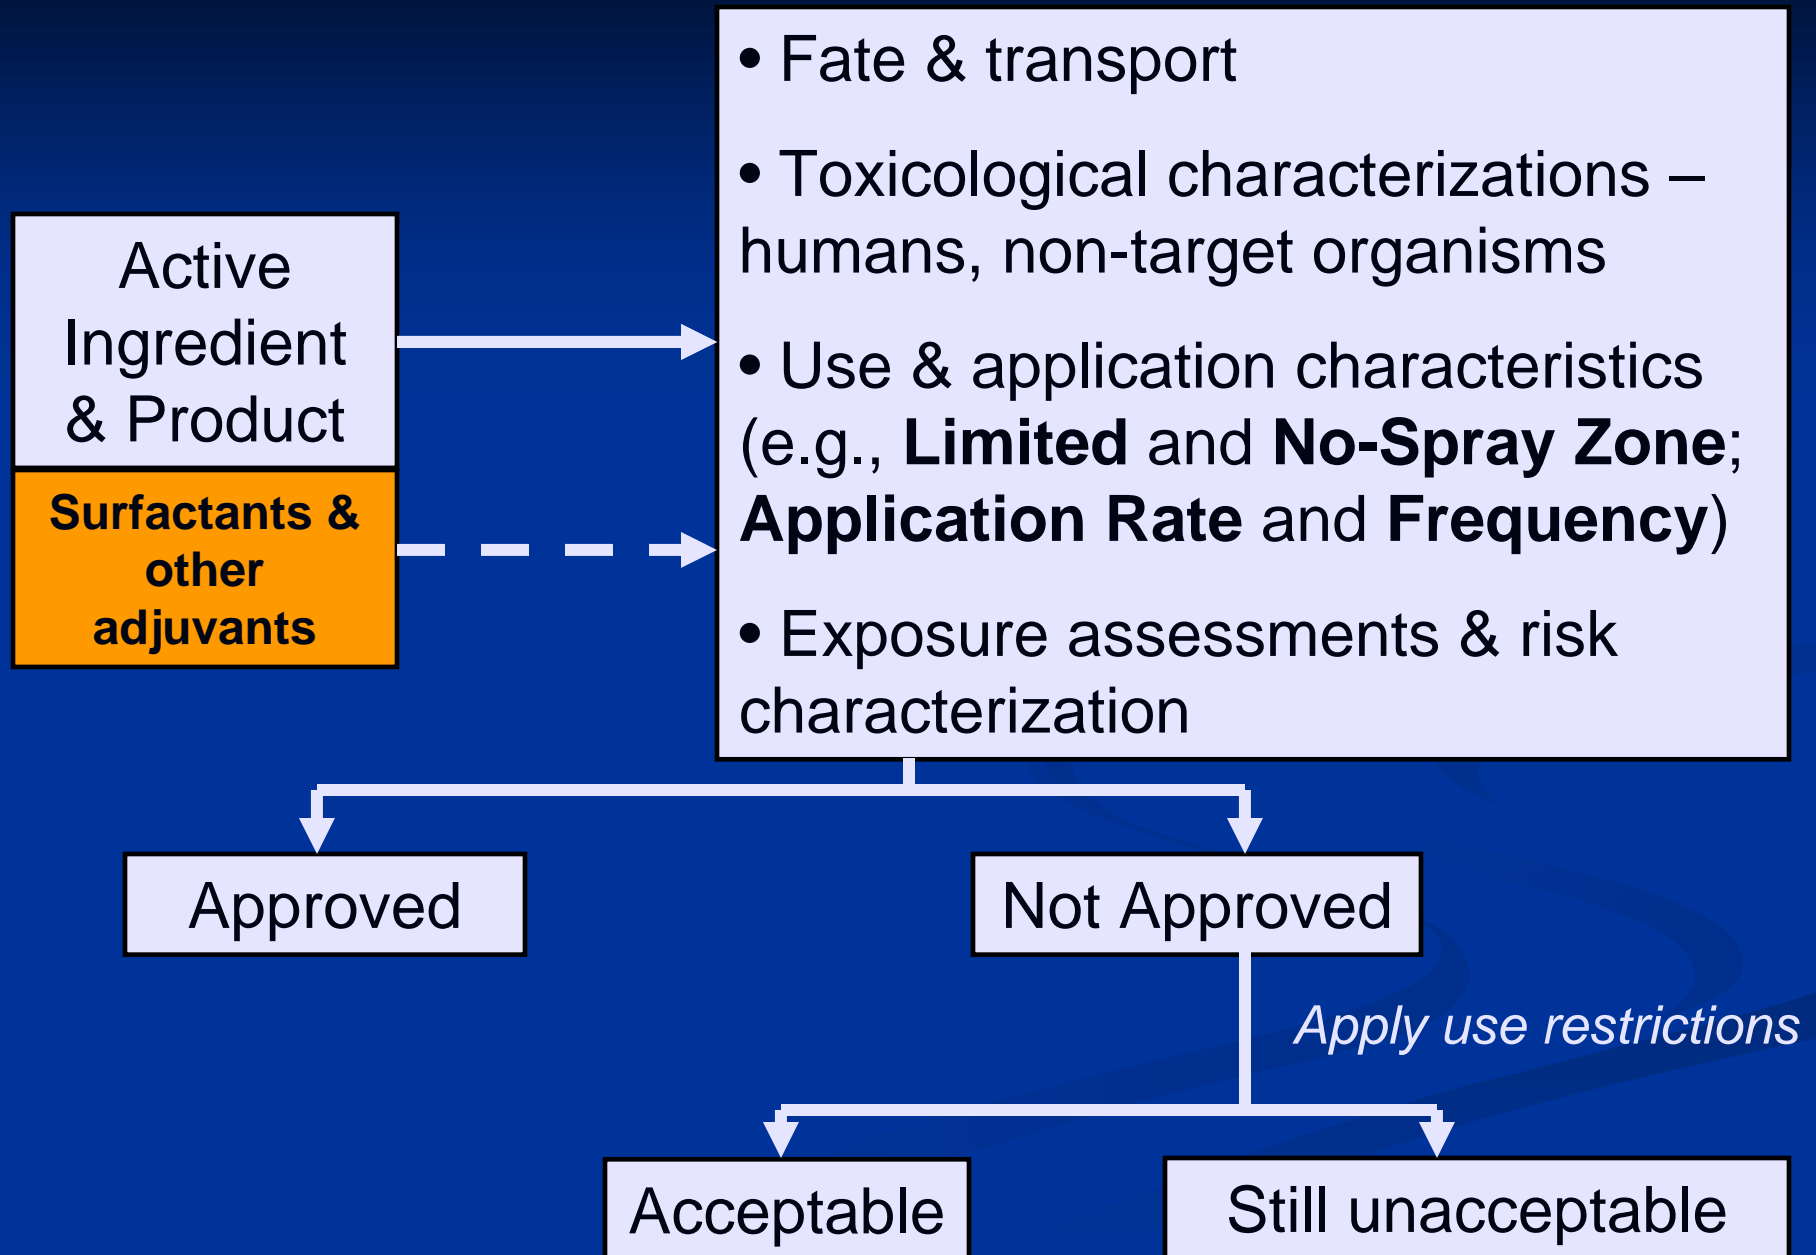 • Fate & transport
• Toxicological characterizations –
humans, non-target organisms
• Use & application characteristics
(e.g., Limited and No-Spray Zone;
Application Rate and Frequency)
• Exposure assessments & risk
characterization
Active
Ingredient
& Product
Surfactants &
other
adjuvants
Approved
Not Approved
Apply use restrictions
Acceptable
Still unacceptable